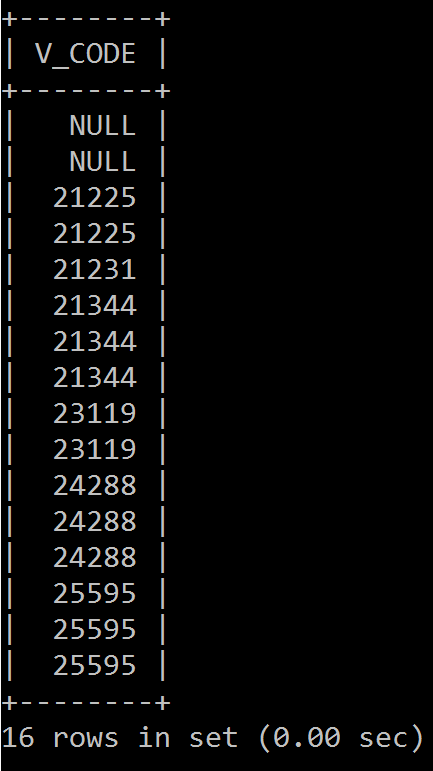 +--------+
| V_CODE |
+--------+
|   NULL |
|   NULL |
|  21225 |
|  21225 |
|  21231 |
|  21344 |
|  21344 |
|  21344 |
|  23119 |
|  23119 |
|  24288 |
|  24288 |
|  24288 |
|  25595 |
|  25595 |
|  25595 |
+--------+
16 rows in set (0.00 sec)